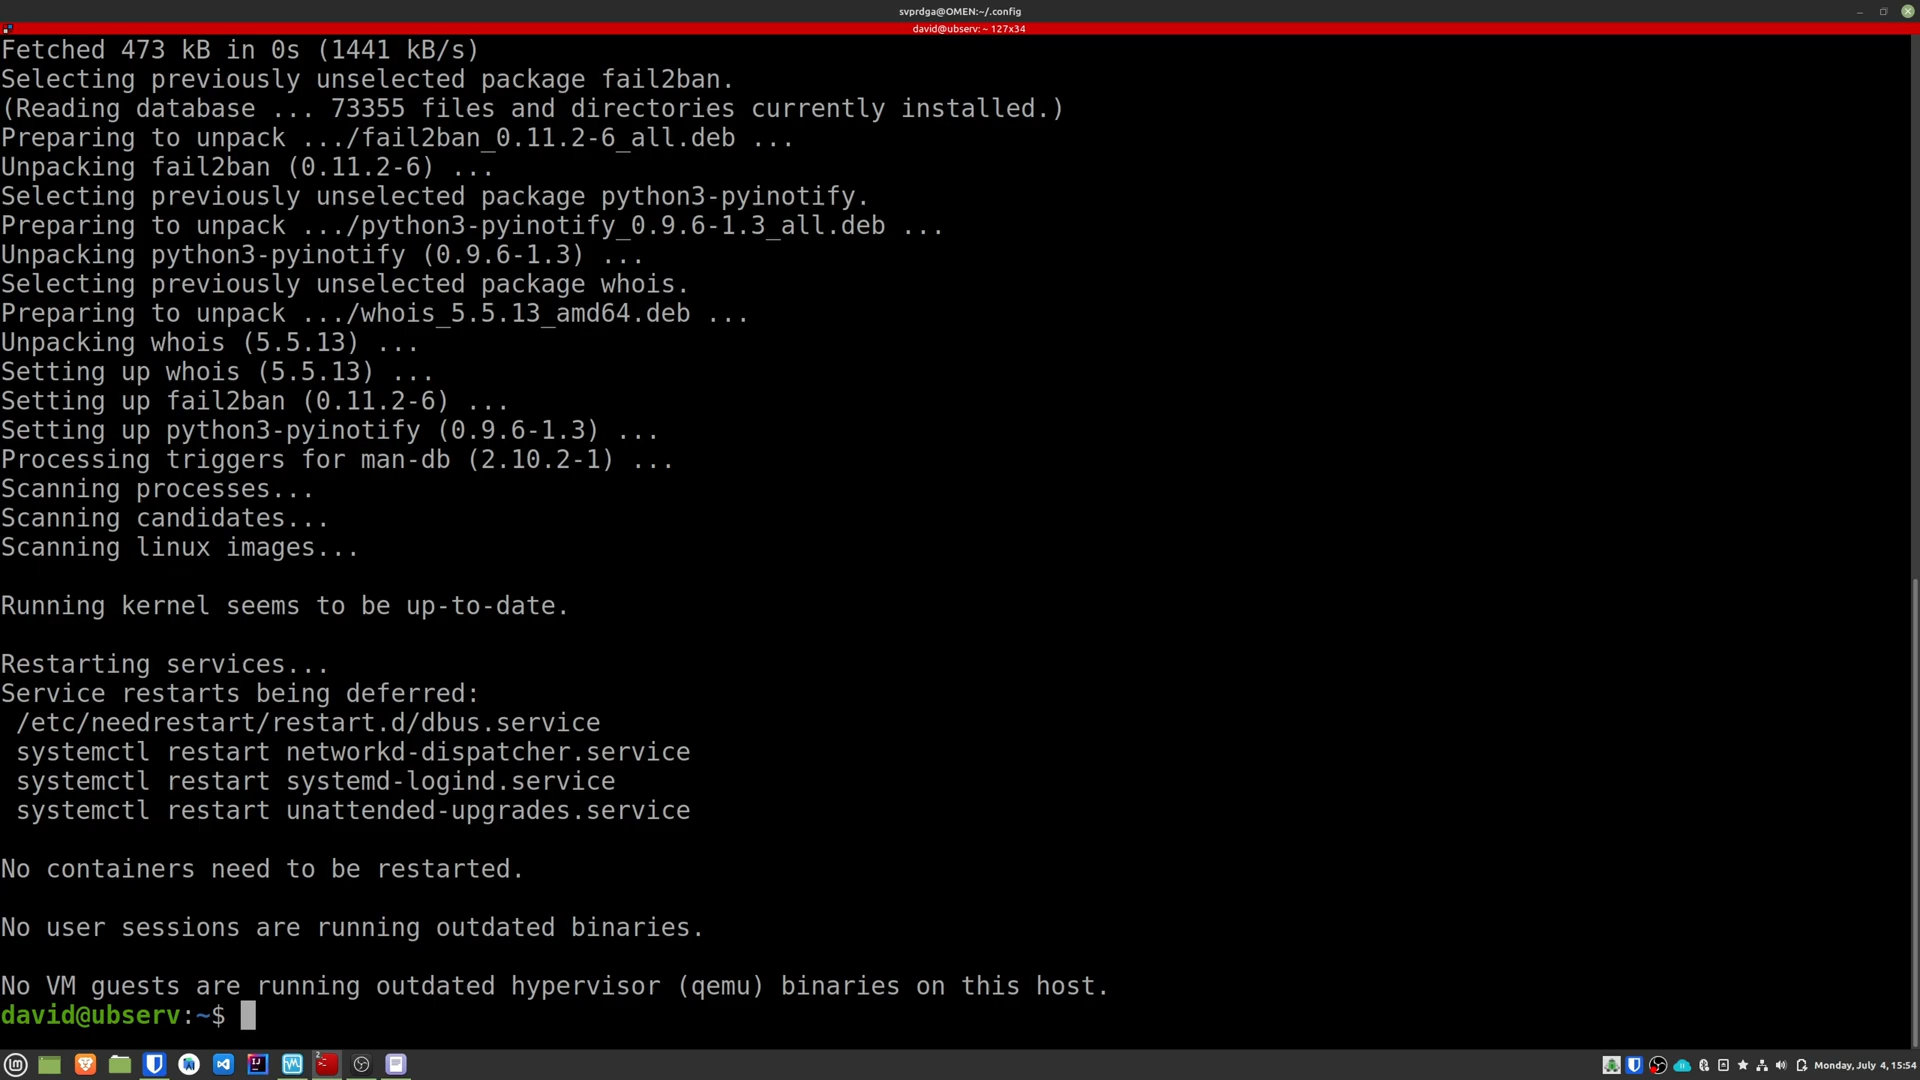 svprdga@OMEN:~/.config
david@ubserv: ~ 127x34
Fetched 473 kB in 0s (1441 kB/s)
Selecting previously unselected package fail2ban.
(Reading database ... 73355 files and directories currently installed.)
Preparing to unpack .../fail2ban_0.11.2-6_all.deb ...
Unpacking fail2ban (0.11.2-6) ...
Selecting previously unselected package python3-pyinotify.
Preparing to unpack .../python3-pyinotify_0.9.6-1.3_all.deb ...
Unpacking python3-pyinotify (0.9.6-1.3) ...
Selecting previously unselected package whois.
Preparing to unpack .../whois_5.5.13_amd64.deb ...
Unpacking whois (5.5.13) ...
Setting up whois (5.5.13) ...
Setting up fail2ban (0.11.2-6) ...
Setting up python3-pyinotify (0.9.6-1.3) ...
Processing triggers for man-db (2.10.2-1) ...
Scanning processes...
Scanning candidates...
Scanning linux images...
Running kernel seems to be up-to-date.
Restarting services...
Service restarts being deferred:
/etc/needrestart/restart.d/dbus.service
systemctl restart networkd-dispatcher.service
systemctl restart systemd-logind.service
systemctl restart unattended-upgrades.service
No containers need to be restarted.
No user sessions are running outdated binaries.
No VM guests are running outdated hypervisor (qemu) binaries on this host.
david@ubserv:~$
Monday, July 4, 15:54